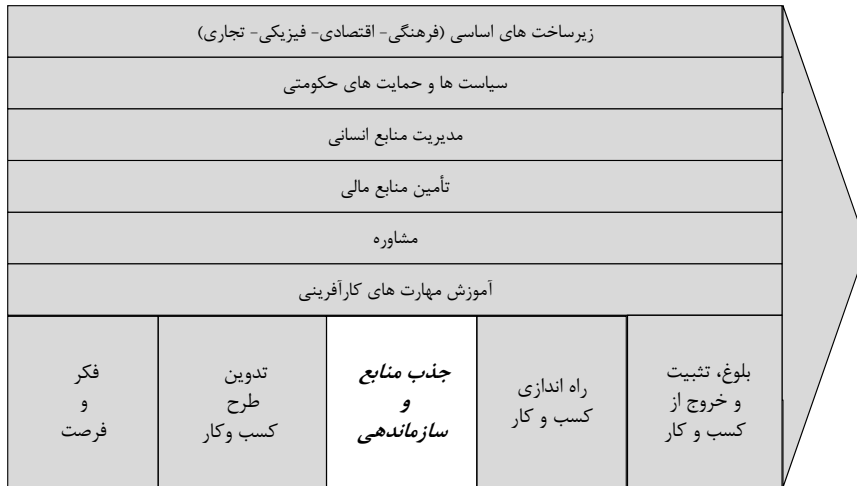 زیرساخت های اساسی (فرهنگی- اقتصادی- فیزیکی- تجاری)
سیاست ها و حمایت های حکومتی
مدیریت منابع انسانی
تأمین منابع مالی
مشاوره
آموزش مهارت های کارآفرینی
فکر
و
فرصت
تدوین
طرح
کسب وکار
جذب منابع
و
سازماندهی
راه اندازی
کسب و کار
بلوغ، تثبیت
و خروج از
کسب و کار